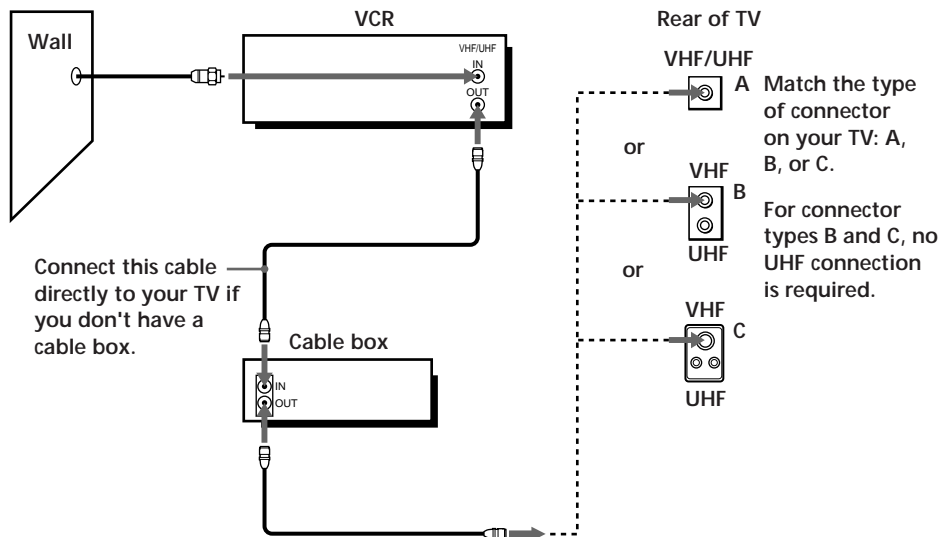 VCR
Rear of TV
Wall
VHF/UHF
IN
OUT
VHF/UHF
A
Match the type
of connector
on your TV: A,
B, or C.
or
VHF
B
UHF
For connector
types B and C, no
UHF connection
is required.
or
VHF
C
UHF
Connect this cable
directly to your TV if
you don't have a
cable box.
Cable box
IN
OUT